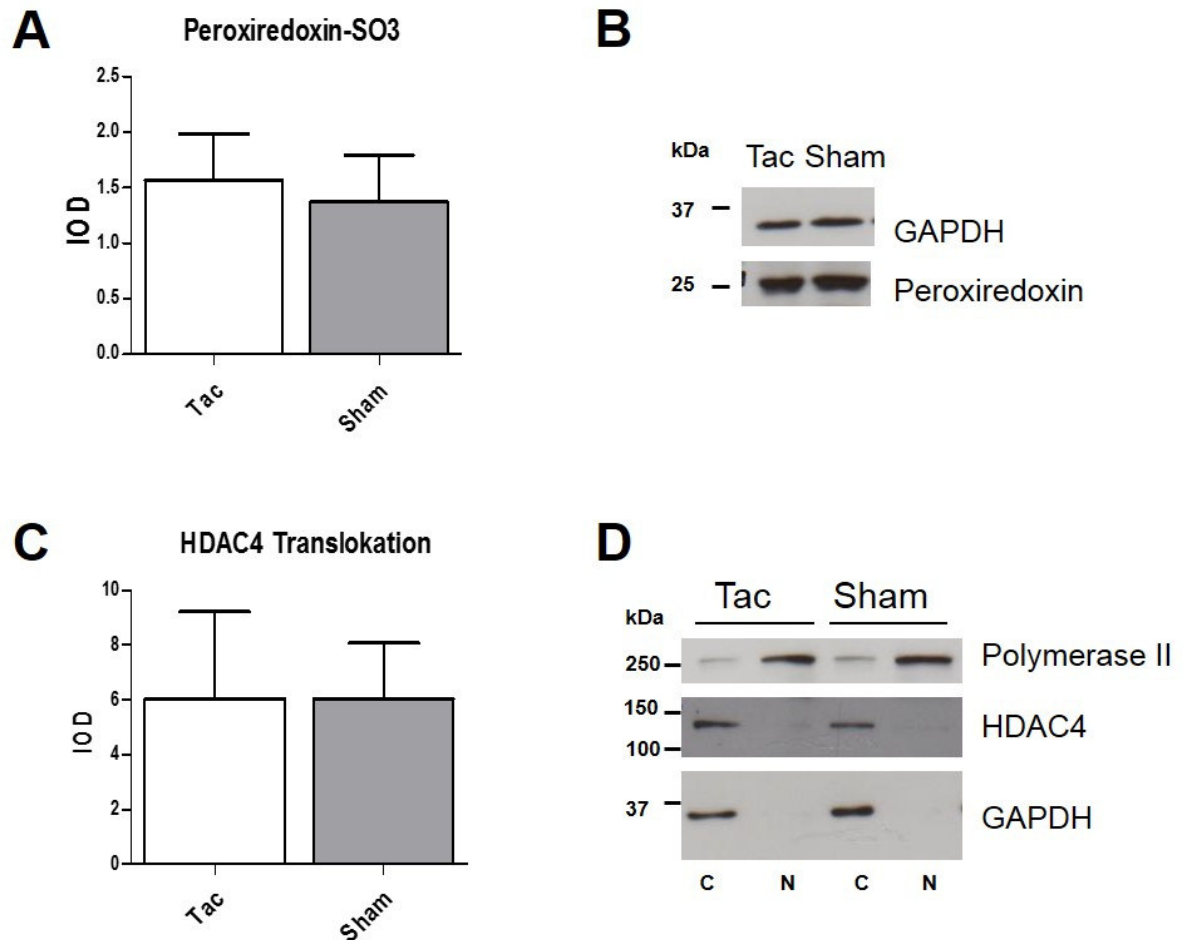 A
Peroxiredoxin-SO3
2.5
2.0
1.5
1.0
0.5
0.0
IOD
Tac
Sham
B
kDa
Tac Sham
37
GAPDH
25
Peroxiredoxin
C
HDAC4 Translokation
10
8
6
4
2
0
IOD
Tac
Sham
D
Tac Sham
kDa
250
Polymerase II
150
HDAC4
100
37
GAPDH
C N C N